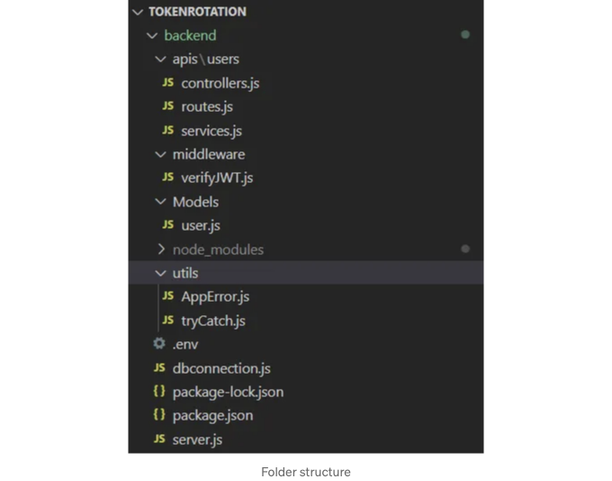 TOKENROTATION
backend
apis\users
JS controllers.js
JS routes.js
JS services.js
middleware
JS verifyJWT.js
Models
JS user.js
node_modules
utils
JS AppError.js
JS tryCatch.js
.env
JS dbconnection.js
{} package-lock.json
{} package.json
JS server.js
Folder structure